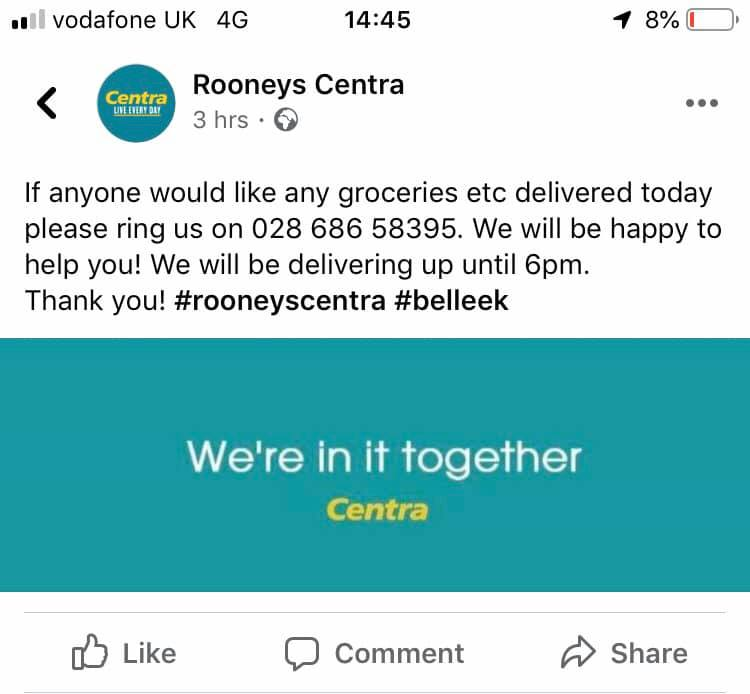 vodafone UK 4G 14:45 8%
Rooneys Centra
Centra
LIVE EVERY DAY
3 hrs ·
If anyone would like any groceries etc delivered today
please ring us on 028 686 58395. We will be happy to
help you! We will be delivering up until 6pm.
Thank you! #rooneyscentra #belleek
We're in it together
Centra
Like Comment Share